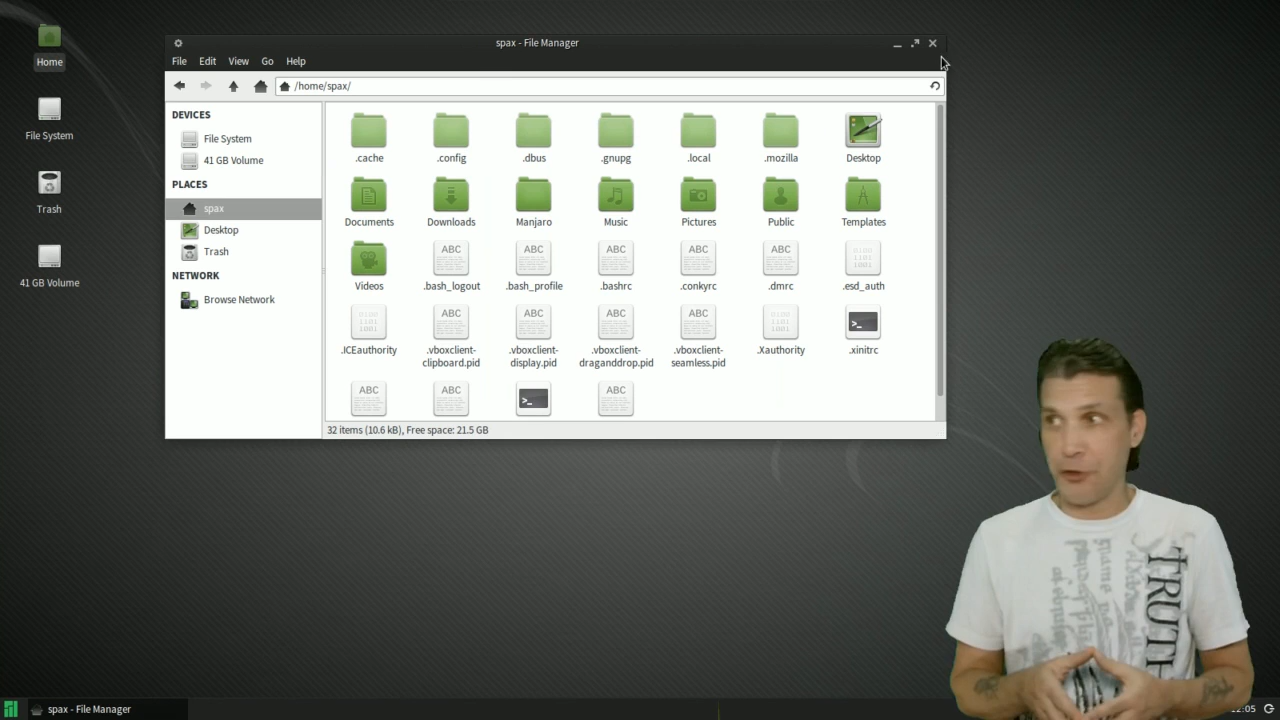 Home
File System
Trash
41 GB Volume
spax - File Manager
File Edit View Go Help
/home/spax/
DEVICES
File System
41 GB Volume
PLACES
spax
Desktop
Trash
NETWORK
Browse Network
.cache .config .dbus .gnupg .local .mozilla Desktop
Documents Downloads Manjaro Music Pictures Public Templates
Videos .bash_logout .bash_profile .bashrc .conkyrc .dmrc .esd_auth
.ICEauthority .vboxclient-clipboard.pid .vboxclient-display.pid .vboxclient-draganddrop.pid .vboxclient-seamless.pid .Xauthority .xinitrc
32 items (10.6 kB), Free space: 21.5 GB
TRUTH
spax - File Manager